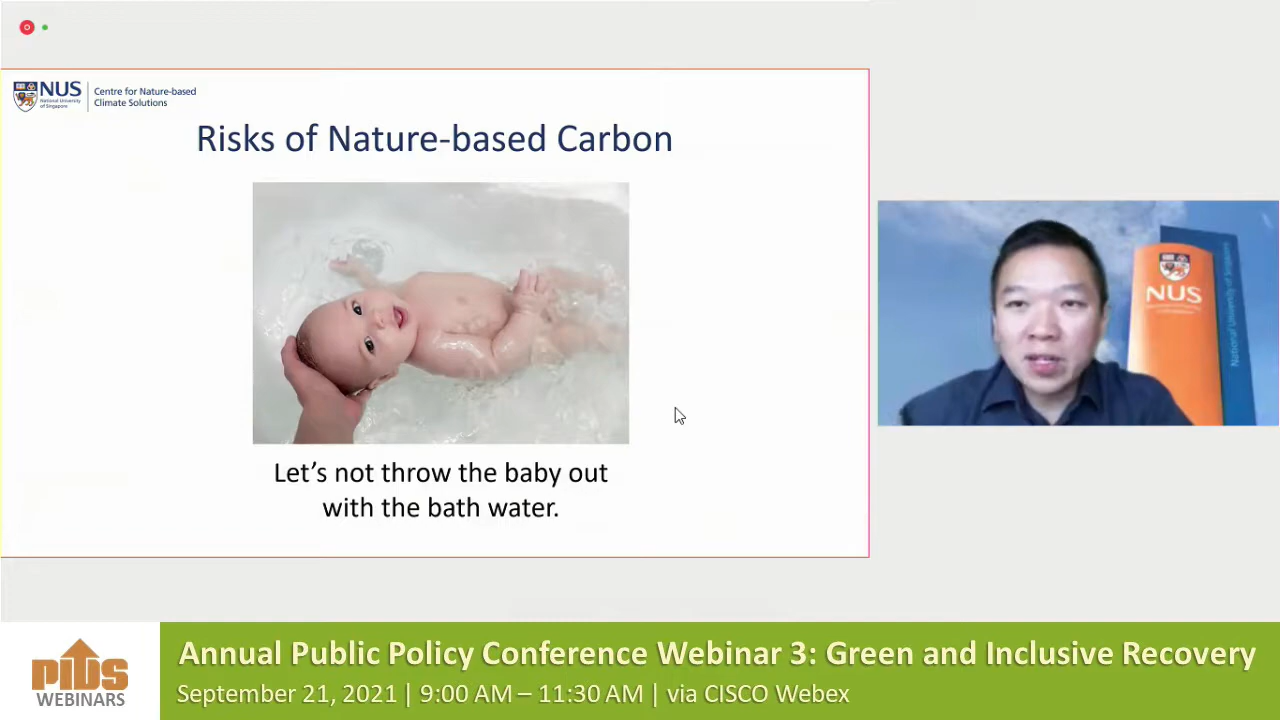 NUS
National University
of Singapore
Centre for Nature-based
Climate Solutions
Risks of Nature-based Carbon
Let's not throw the baby out
with the bath water.
NUS
National University of Singapore
PIDS
WEBINARS
Annual Public Policy Conference Webinar 3: Green and Inclusive Recovery
September 21, 2021 | 9:00 AM – 11:30 AM | via CISCO Webex